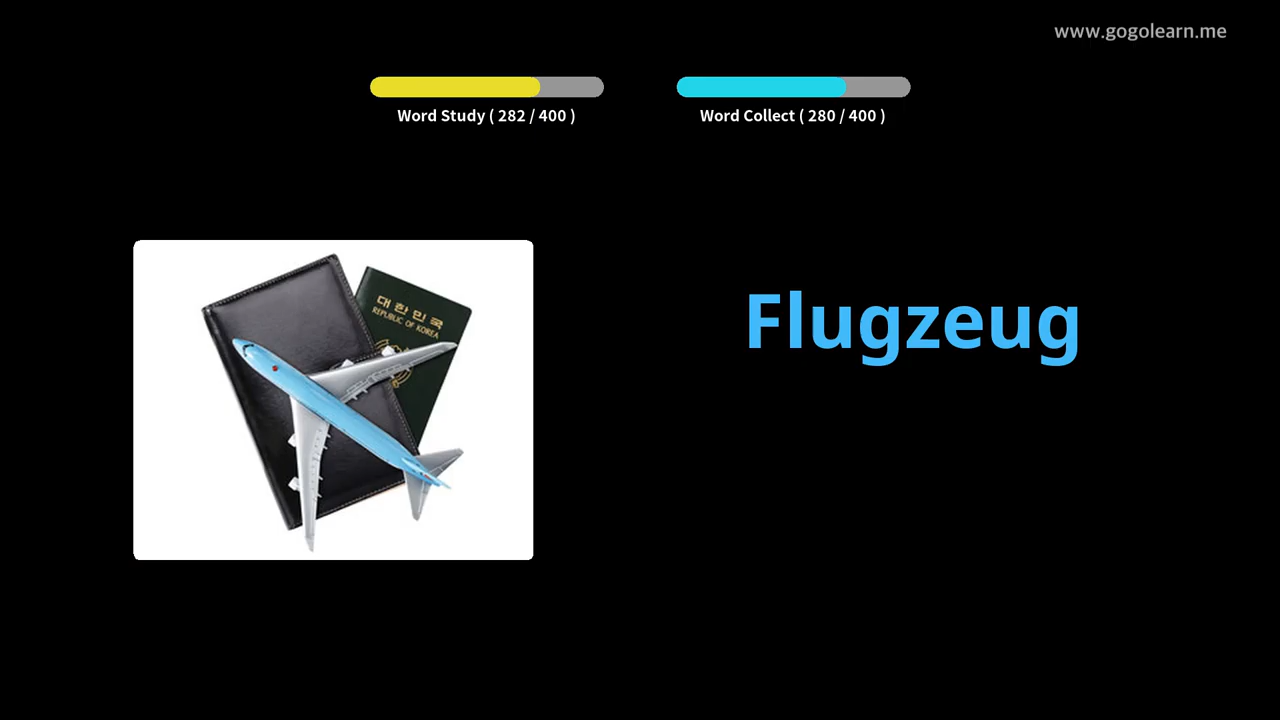 www.gogolearn.me
Word Study ( 282 / 400 )
Word Collect ( 280 / 400 )
대한민국
REPUBLIC OF KOREA
Flugzeug